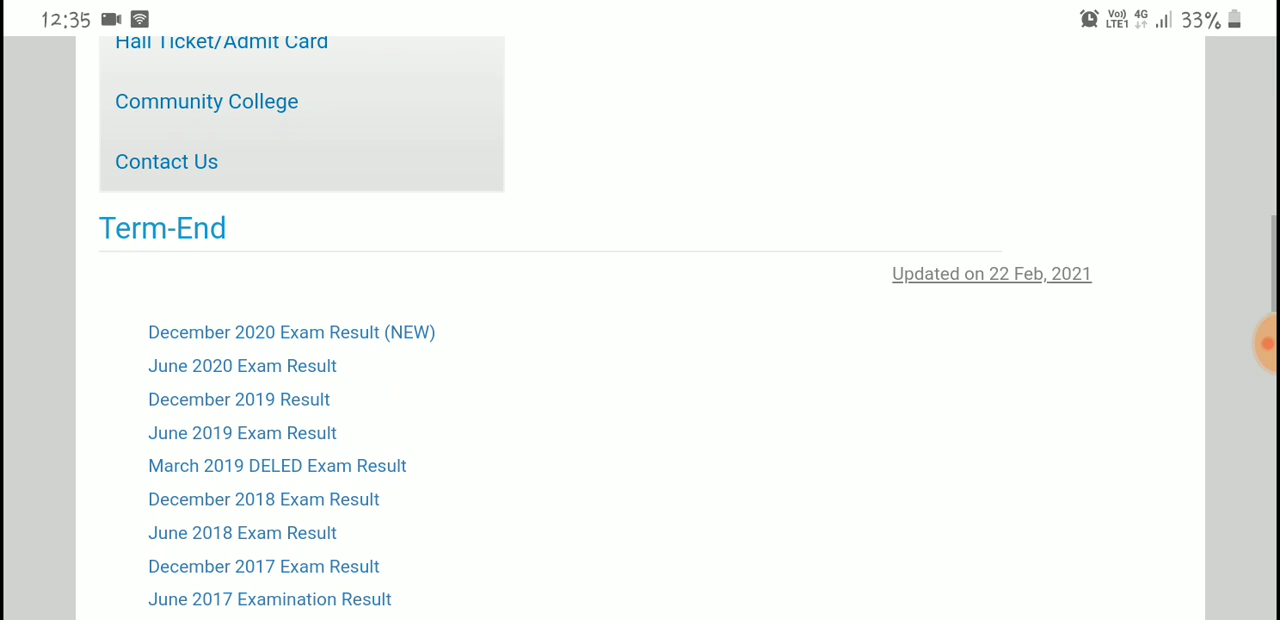 12:35
Vo)) 4G
LTE1 33%
Hall Ticket/Admit Card
Community College
Contact Us
Term-End
Updated on 22 Feb, 2021
December 2020 Exam Result (NEW)
June 2020 Exam Result
December 2019 Result
June 2019 Exam Result
March 2019 DELED Exam Result
December 2018 Exam Result
June 2018 Exam Result
December 2017 Exam Result
June 2017 Examination Result